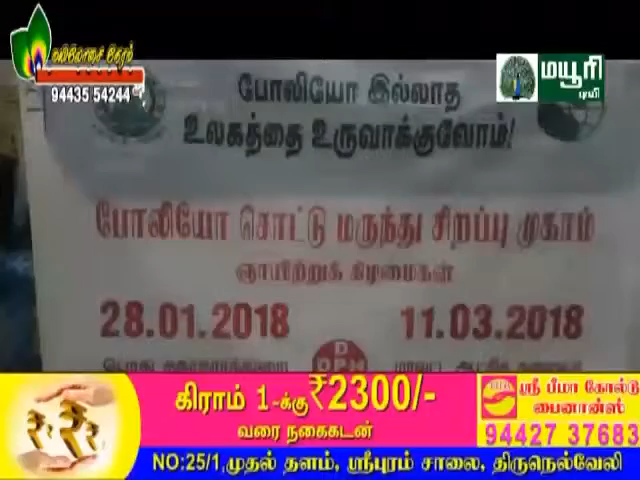 மயூரி
94435 54244
போலியோ இல்லாத
உலகத்தை உருவாக்குவோம்!
போலியோ சொட்டு மருந்து சிறப்பு முகாம்
ஞாயிற்றுக் கிழமைகள்
28.01.2018 11.03.2018
D
DPH
கிராம் 1-க்கு ₹2300/-
வரை நகைகடன்
ஸ்ரீ பீமா கோல்டு
பைனான்ஸ்
94427 37683
NO:25/1, முதல் தளம், ஸ்ரீபுரம் சாலை, திருநெல்வேலி